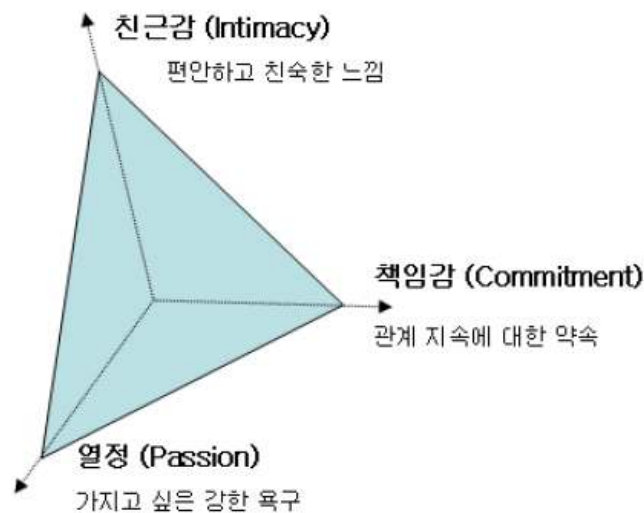 친근감 (Intimacy)
편안하고 친숙한 느낌
책임감 (Commitment)
관계 지속에 대한 약속
열정 (Passion)
가지고 싶은 강한 욕구